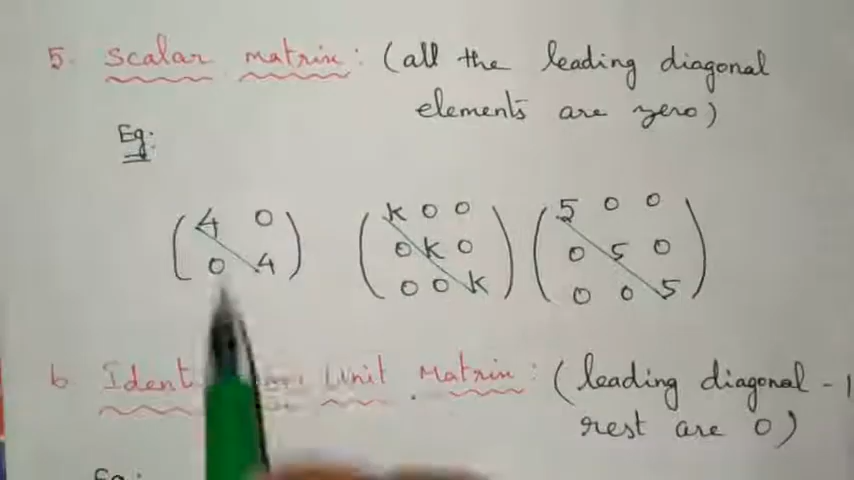 5. Scalar matrix: (all the leading diagonal
elements are zero)
Eg:
4 0
0 4
K 0 0
0 K 0
0 0 K
5 0 0
0 5 0
0 0 5
6 Unit Matrix: (leading diagonal - 1
rest are 0)
Eg: